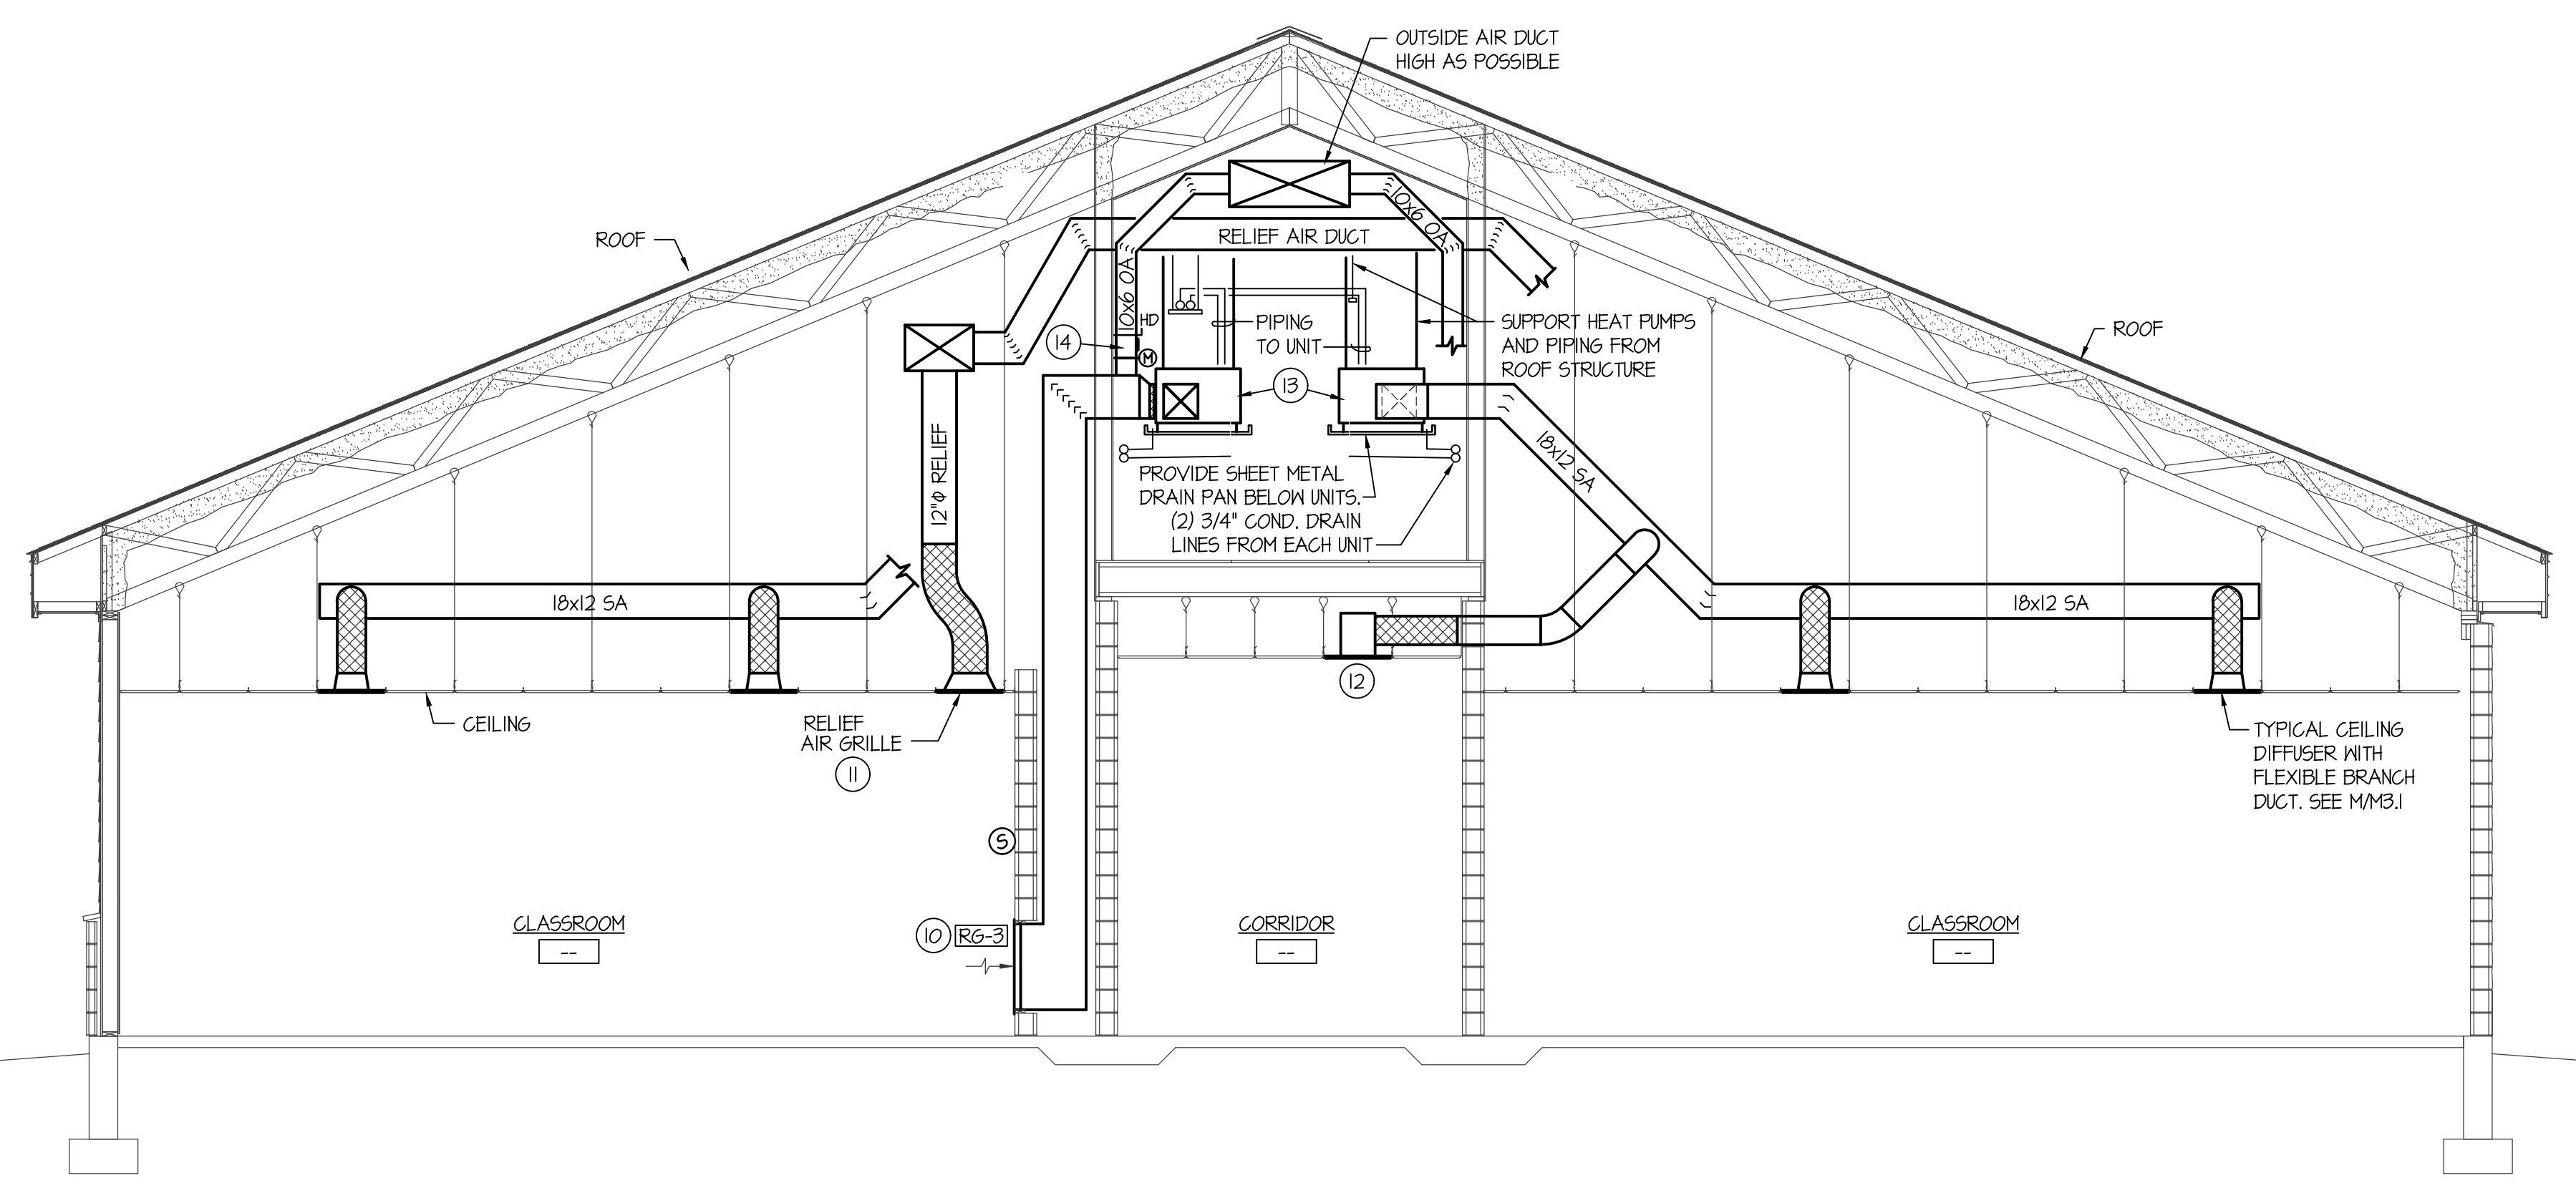 OUTSIDE AIR DUCT
HIGH AS POSSIBLE
ROOF
10x6 OA
RELIEF AIR DUCT
10x6 OA
HD
14
M
PIPING
TO UNIT
SUPPORT HEAT PUMPS
AND PIPING FROM
ROOF STRUCTURE
ROOF
13
12"ϕ RELIEF
18x12 SA
PROVIDE SHEET METAL
DRAIN PAN BELOW UNITS.
(2) 3/4" COND. DRAIN
LINES FROM EACH UNIT
18x12 SA
18x12 SA
12
CEILING
RELIEF
AIR GRILLE
11
TYPICAL CEILING
DIFFUSER WITH
FLEXIBLE BRANCH
DUCT. SEE M/M3.1
S
10 RG-3
CLASSROOM
--
CORRIDOR
--
CLASSROOM
--